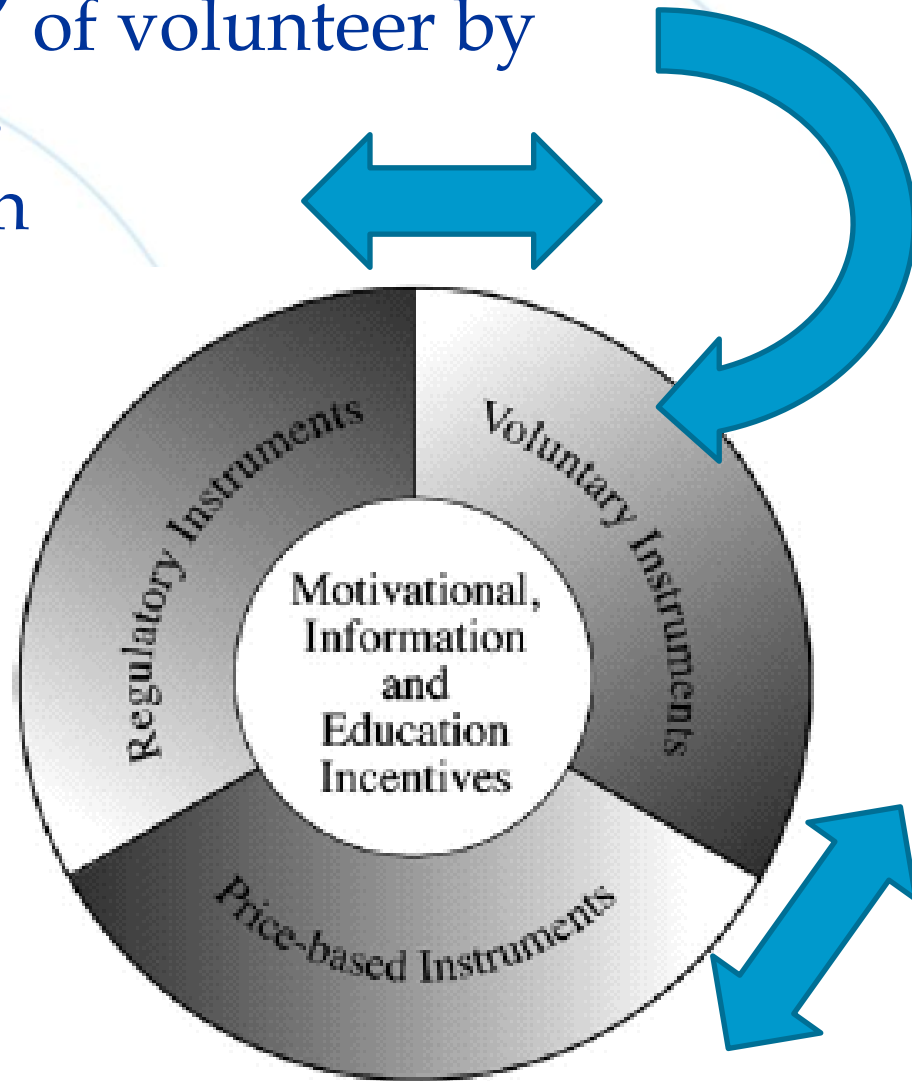 of volunteer by
Regulatory Instruments
Voluntary Instruments
Motivational,
Information
and
Education
Incentives
Price-based Instruments